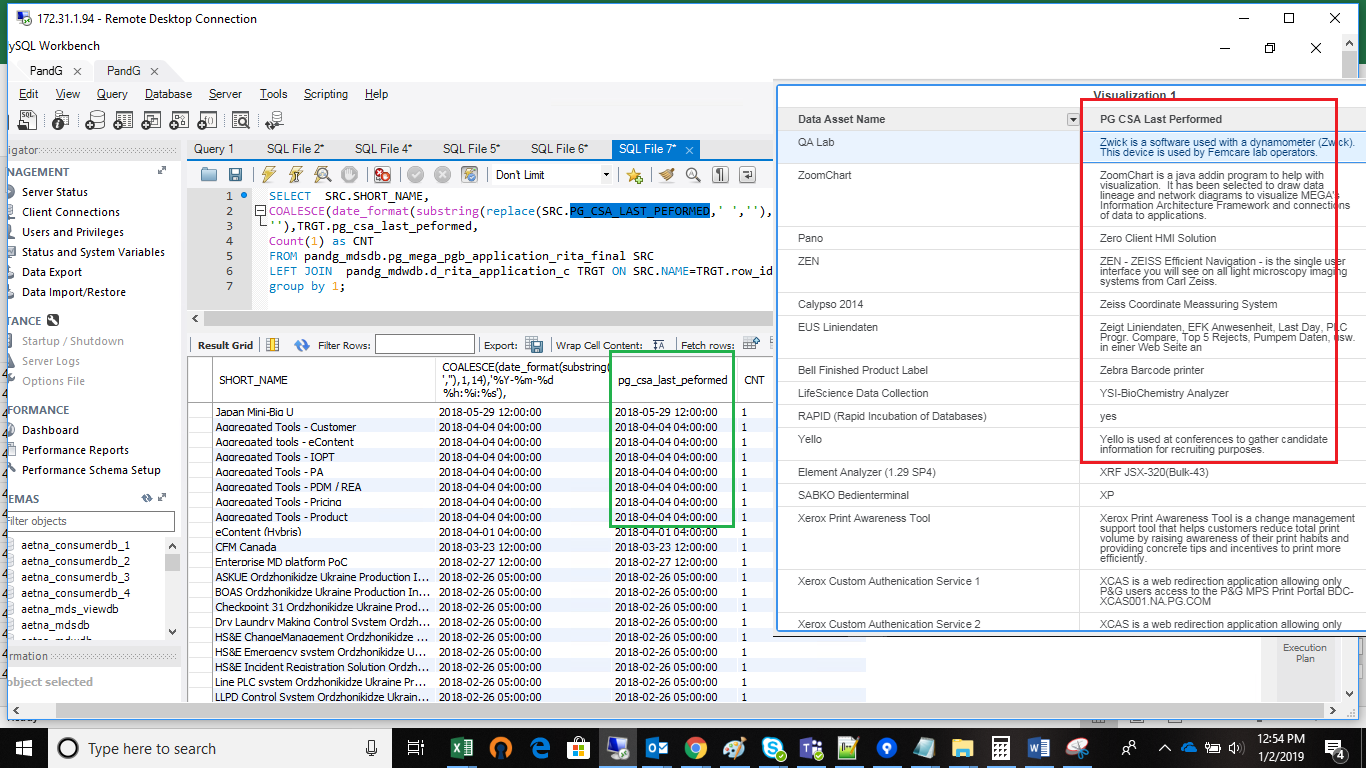 172.31.1.94 - Remote Desktop Connection
ySQL Workbench
PandG
PandG
Edit View Query Database Server Tools Scripting Help
igator
NAGEMENT
Server Status
Client Connections
Users and Privileges
Status and System Variables
Data Export
Data Import/Restore
TANCE
Startup / Shutdown
Server Logs
Options File
FORMANCE
Dashboard
Performance Reports
Performance Schema Setup
EMAS
Filter objects
aetna_consumerdb_1
aetna_consumerdb_2
aetna_consumerdb_3
aetna_consumerdb_4
aetna_mds_viewdb
aetna_mdsdb
aetna_mdwdb
rmation
object selected
Query 1 SQL File 2* SQL File 4* SQL File 5* SQL File 6* SQL File 7*
Don't Limit
1 SELECT SRC.SHORT_NAME,
2 COALESCE(date_format(substring(replace(SRC.PG_CSA_LAST_PEFORMED,' ',''),
3 ''),TRGT.pg_csa_last_peformed,
4 Count(1) as CNT
5 FROM pandg_mdsdb.pg_mega_pgb_application_rita_final SRC
6 LEFT JOIN pandg_mdwdb.d_rita_application_c TRGT ON SRC.NAME=TRGT.row_id
7 group by 1;
Result Grid Filter Rows: Export: Wrap Cell Content: Fetch rows:
SHORT_NAME COALESCE(date_format(substring( ',''),1,14),'%Y-%m-%d %h:%i:%s'), pg_csa_last_peformed CNT
Japan Mini-Big U 2018-05-29 12:00:00 2018-05-29 12:00:00 1
Aggregated Tools - Customer 2018-04-04 04:00:00 2018-04-04 04:00:00 1
Aggregated tools - eContent 2018-04-04 04:00:00 2018-04-04 04:00:00 1
Aggregated Tools - IOPT 2018-04-04 04:00:00 2018-04-04 04:00:00 1
Aggregated Tools - PA 2018-04-04 04:00:00 2018-04-04 04:00:00 1
Aggregated Tools - PDM / REA 2018-04-04 04:00:00 2018-04-04 04:00:00 1
Aggregated Tools - Pricing 2018-04-04 04:00:00 2018-04-04 04:00:00 1
Aggregated Tools - Product 2018-04-04 04:00:00 2018-04-04 04:00:00 1
eContent (Hybris) 2018-04-01 04:00:00 2018-04-01 04:00:00 1
CFM Canada 2018-03-23 12:00:00 2018-03-23 12:00:00 1
Enterprise MD platform PoC 2018-02-27 12:00:00 2018-02-27 12:00:00 1
ASKUE Ordzhonikidze Ukraine Production I... 2018-02-26 05:00:00 2018-02-26 05:00:00 1
BOAS Ordzhonikidze Ukraine Production In... 2018-02-26 05:00:00 2018-02-26 05:00:00 1
Checkpoint 31 Ordzhonikidze Ukraine Prod... 2018-02-26 05:00:00 2018-02-26 05:00:00 1
Dry Laundry Making Control System Ordzh... 2018-02-26 05:00:00 2018-02-26 05:00:00 1
HS&E ChangeManagement Ordzhonikidze ... 2018-02-26 05:00:00 2018-02-26 05:00:00 1
HS&E Emergency system Ordzhonikidze U... 2018-02-26 05:00:00 2018-02-26 05:00:00 1
HS&E Incident Registration Solution Ordzh... 2018-02-26 05:00:00 2018-02-26 05:00:00 1
Line PLC system Ordzhonikidze Ukraine Pr... 2018-02-26 05:00:00 2018-02-26 05:00:00 1
LLPD Control System Ordzhonikidze Ukrain... 2018-02-26 05:00:00 2018-02-26 05:00:00 1
Visualization 1
Data Asset Name PG CSA Last Performed
QA Lab Zwick is a software used with a dynamometer (Zwick).
This device is used by Femcare lab operators.
ZoomChart ZoomChart is a java addin program to help with
visualization. It has been selected to draw data
lineage and network diagrams to visualize MEGA's
Information Architecture Framework and connections
of data to applications.
Pano Zero Client HMI Solution
ZEN ZEN - ZEISS Efficient Navigation - is the single user
interface you will see on all light microscopy imaging
systems from Carl Zeiss.
Calypso 2014 Zeiss Coordinate Meassuring System
EUS Liniendaten Zeigt Liniendaten, EFK Anwesenheit, Last Day, PLC
Progr. Compare, Top 5 Rejects, Pumpem Daten, usw.
in einer Web Seite an
Bell Finished Product Label Zebra Barcode printer
LifeScience Data Collection YSI-BioChemistry Analyzer
RAPID (Rapid Incubation of Databases) yes
Yello Yello is used at conferences to gather candidate
information for recruiting purposes.
Element Analyzer (1.29 SP4) XRF JSX-320(Bulk-43)
SABKO Bedienterminal XP
Xerox Print Awareness Tool Xerox Print Awareness Tool is a change management
support tool that helps customers reduce total print
volume by raising awareness of their print habits and
providing concrete tips and incentives to print more
efficiently.
Xerox Custom Authenication Service 1 XCAS is a web redirection application allowing only
P&G users access to the P&G MPS Print Portal BDC-
XCAS001.NA.PG.COM
Xerox Custom Authenication Service 2 XCAS is a web redirection application allowing only
Execution
Plan
Ready
Type here to search
12:54 PM
1/2/2019
4